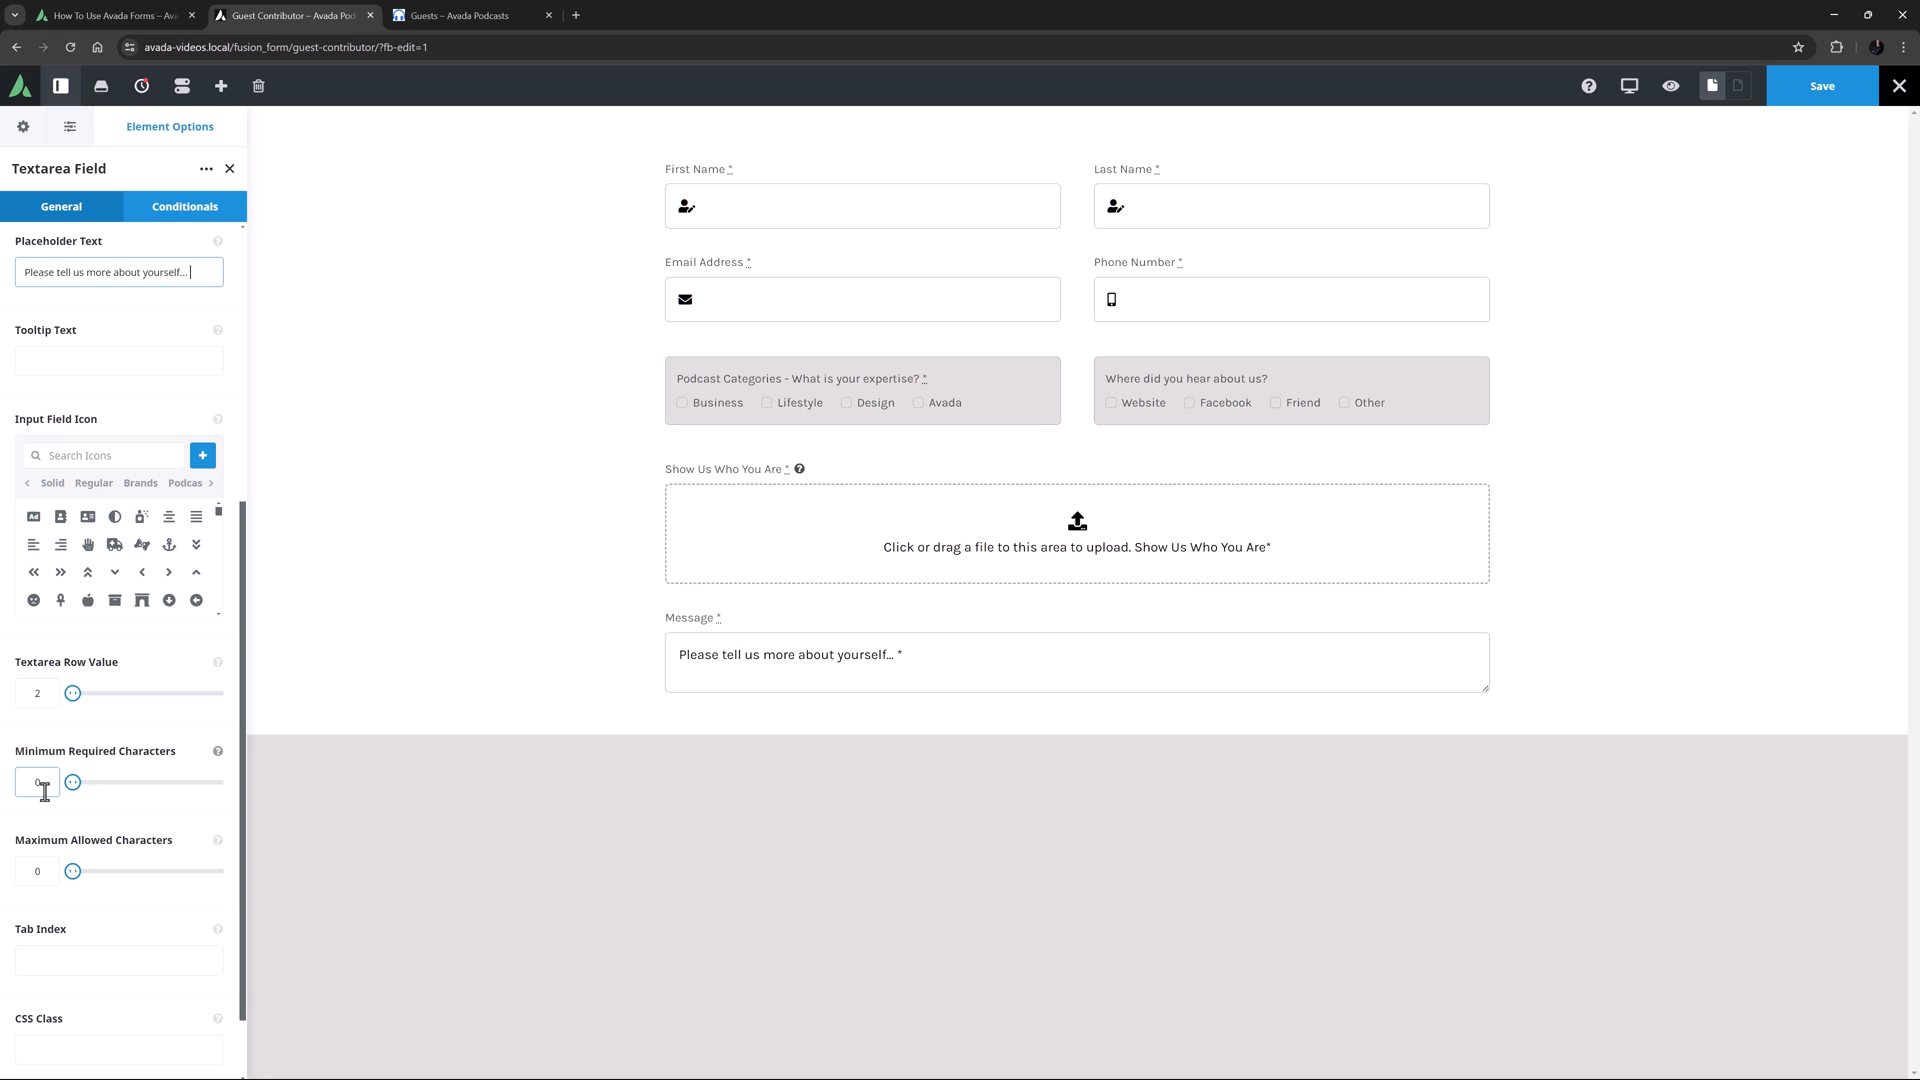 How To Use Avada Forms – Ava
Guest Contributor – Avada Pod
Guests – Avada Podcasts
avada-videos.local/fusion_form/guest-contributor/?fb-edit=1
Save
Element Options
Textarea Field
General
Conditionals
Placeholder Text
Please tell us more about yourself...
Tooltip Text
Input Field Icon
Search Icons
Solid
Regular
Brands
Podcas
Ad
Textarea Row Value
2
Minimum Required Characters
0
Maximum Allowed Characters
0
Tab Index
CSS Class
First Name *
Last Name *
Email Address *
Phone Number *
Podcast Categories - What is your expertise? *
Business
Lifestyle
Design
Avada
Where did you hear about us?
Website
Facebook
Friend
Other
Show Us Who You Are *
Click or drag a file to this area to upload. Show Us Who You Are*
Message *
Please tell us more about yourself... *